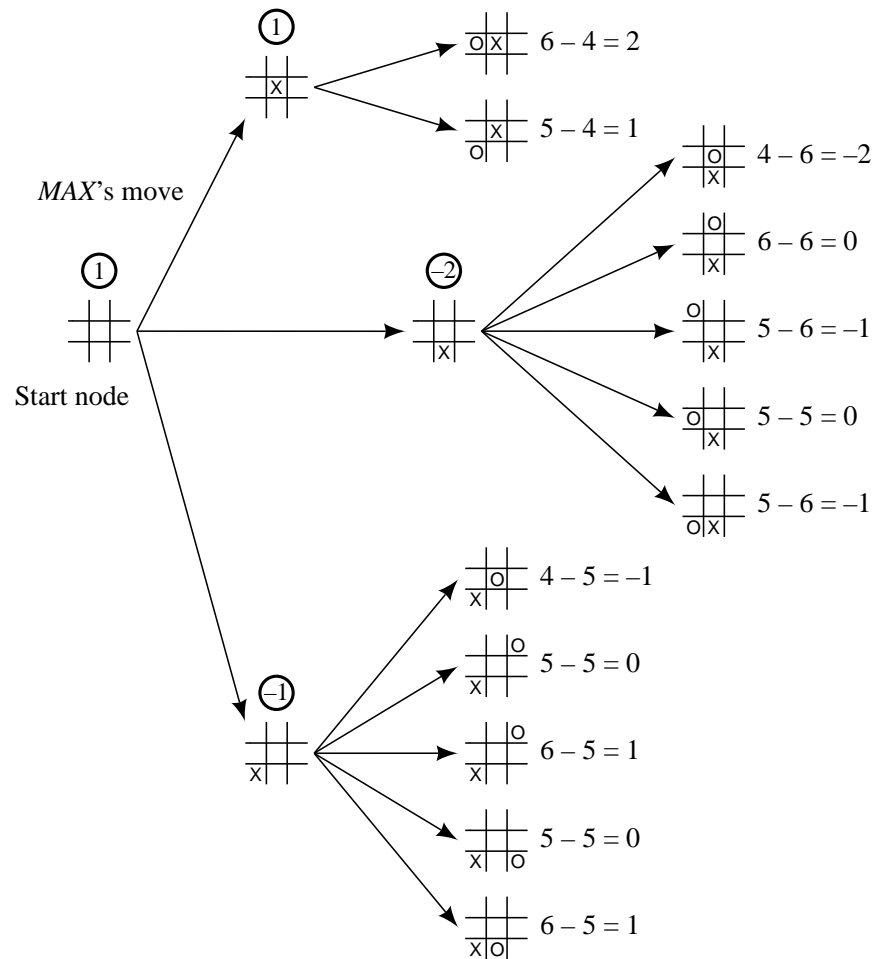 1
X
O X 6 – 4 = 2
X
O 5 – 4 = 1
MAX's move
O
X 4 – 6 = –2
O
X 6 – 6 = 0
1
–2
X
O
X 5 – 6 = –1
Start node
O
X 5 – 5 = 0
O X 5 – 6 = –1
O
X 4 – 5 = –1
O
X 5 – 5 = 0
–1
X
O
X 6 – 5 = 1
X O 5 – 5 = 0
X O 6 – 5 = 1